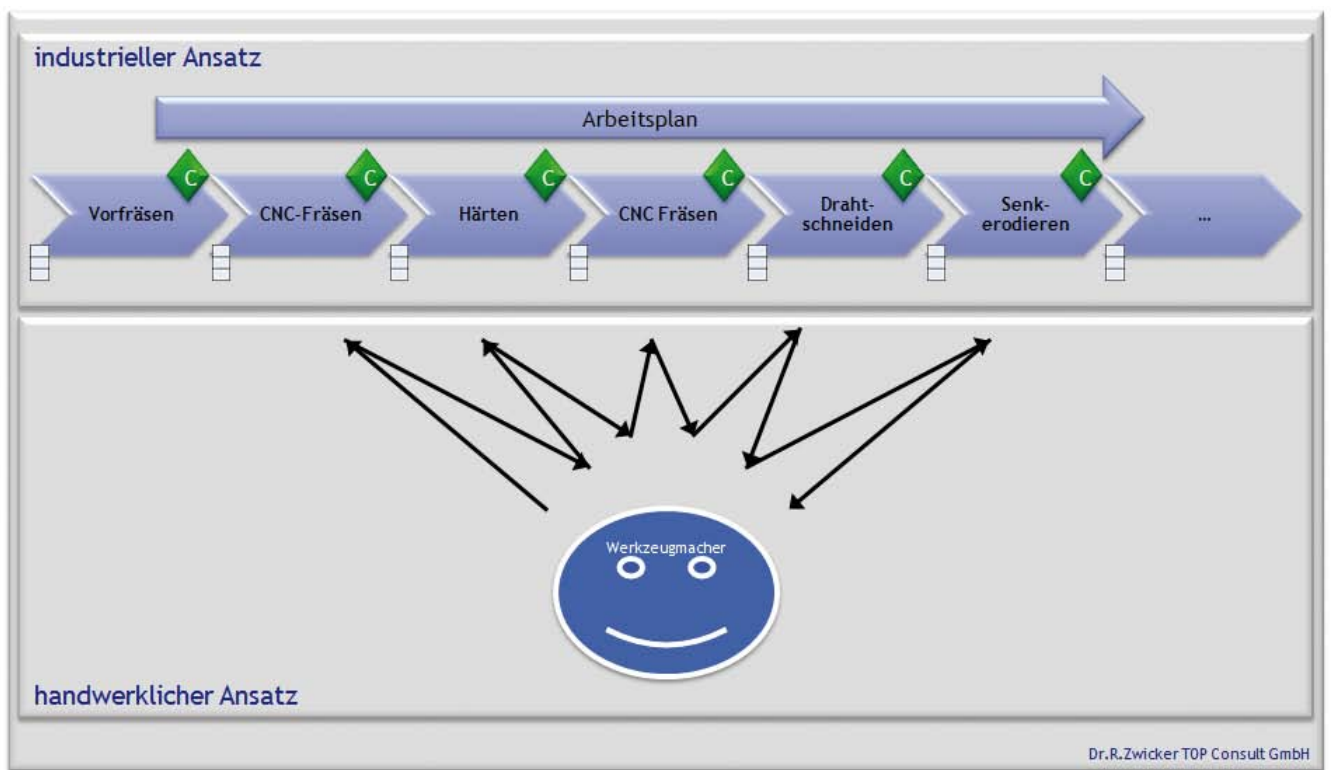 industrieller Ansatz
Arbeitsplan
C
C
C
C
C
C
Vorfräsen
CNC-Fräsen
Härten
CNC Fräsen
Draht-
schneiden
Senk-
erodieren
...
Werkzeugmacher
handwerklicher Ansatz
Dr.R.Zwicker TOP Consult GmbH